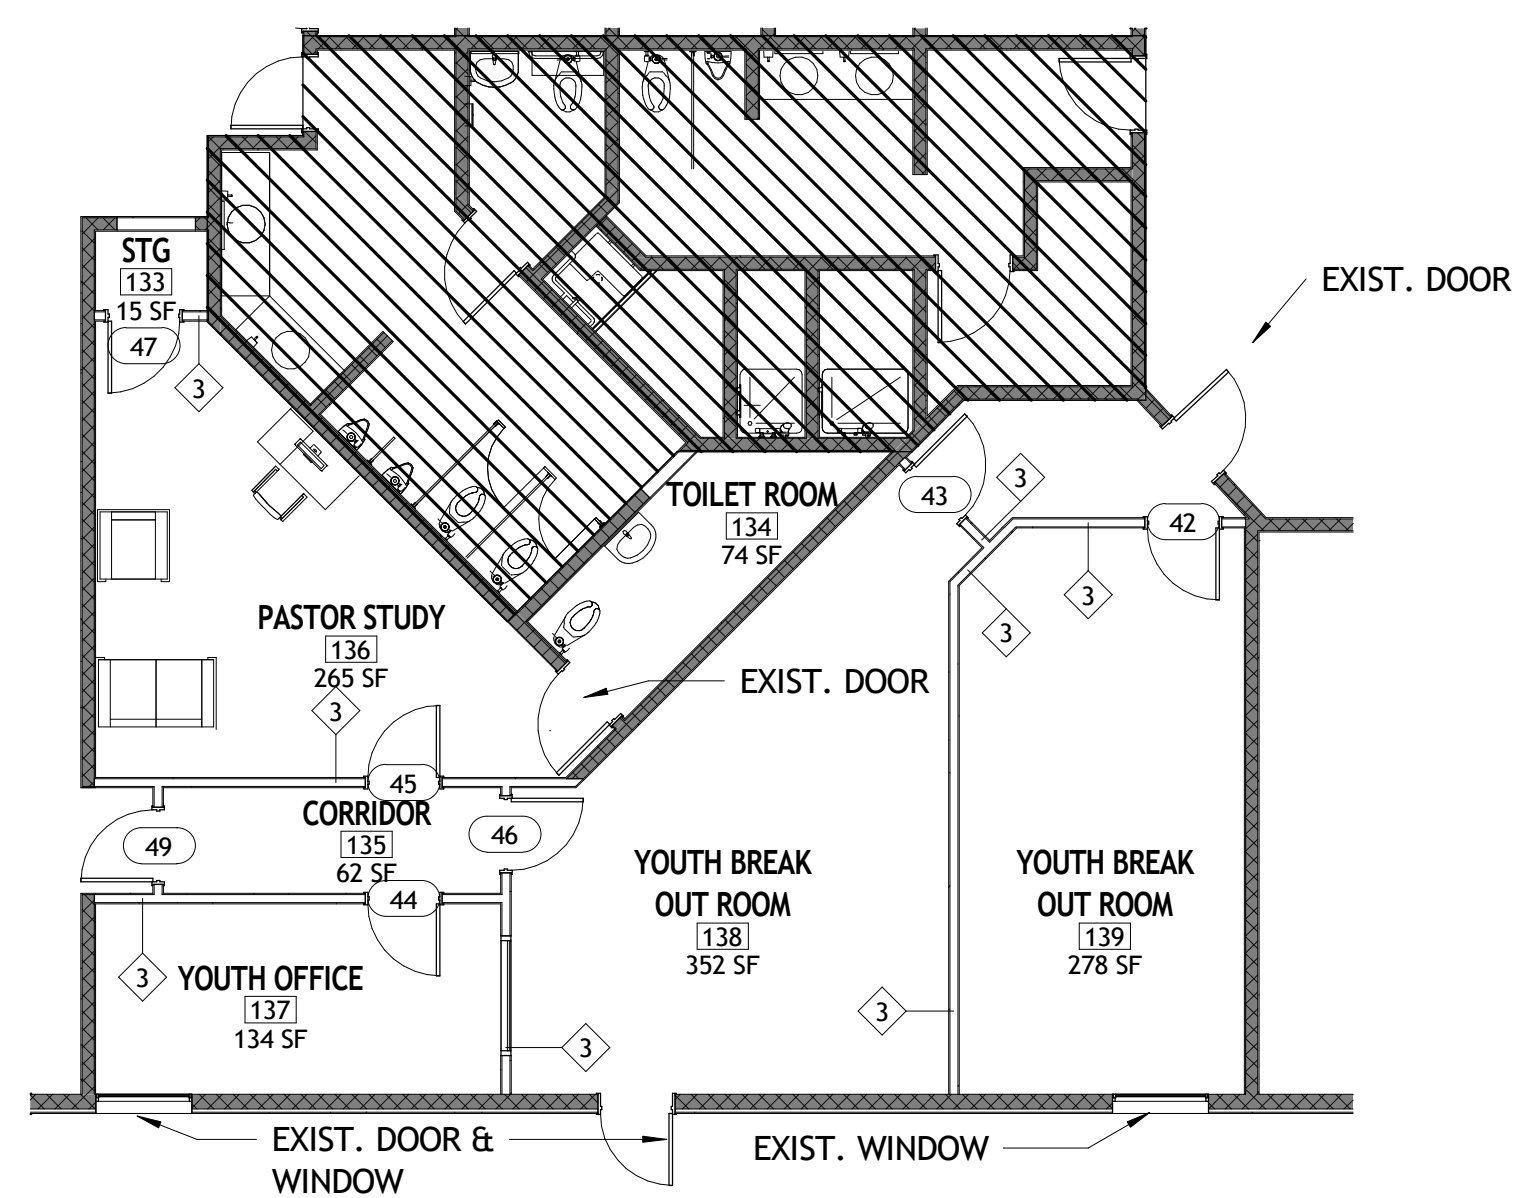 STG
133
15 SF
47
3
EXIST. DOOR
TOILET ROOM
134
74 SF
43
3
42
3
3
PASTOR STUDY
136
265 SF
3
EXIST. DOOR
45
CORRIDOR
135
62 SF
49
46
44
YOUTH BREAK
OUT ROOM
138
352 SF
YOUTH BREAK
OUT ROOM
139
278 SF
3
YOUTH OFFICE
137
134 SF
3
3
EXIST. DOOR &
WINDOW
EXIST. WINDOW